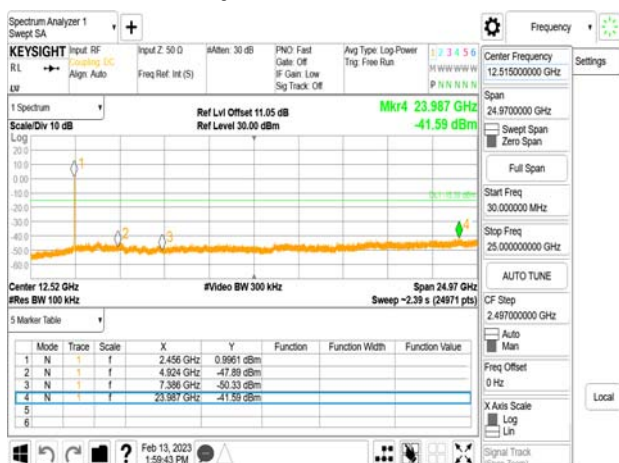 Spectrum Analyzer 1
Swept SA
Frequency
KEYSIGHT
RL
Input: RF
Coupling: DC
Align: Auto
Input Z: 50 Ω
Freq Ref: Int (S)
#Atten: 30 dB
PNO: Fast
Gate: Off
IF Gain: Low
Sig Track: Off
Avg Type: Log-Power
Trig: Free Run
1 2 3 4 5 6
M W W W W W
P N N N N N
1 Spectrum
Scale/Div 10 dB
Ref Lvl Offset 11.05 dB
Ref Level 30.00 dBm
Mkr4 23.987 GHz
-41.59 dBm
Log
20.0
10.0
0.00
-10.0
-20.0
-30.0
-40.0
-50.0
-60.0
1
2
3
4
Center 12.52 GHz
#Res BW 100 kHz
#Video BW 300 kHz
Span 24.97 GHz
Sweep ~2.39 s (24971 pts)
5 Marker Table
Mode Trace Scale X Y Function Function Width Function Value
1 N 1 f 2.456 GHz 0.9961 dBm
2 N 1 f 4.924 GHz -47.89 dBm
3 N 1 f 7.386 GHz -50.33 dBm
4 N 1 f 23.987 GHz -41.59 dBm
5
6
Feb 13, 2023
1:59:43 PM
Center Frequency
12.515000000 GHz
Span
24.9700000 GHz
Swept Span
Zero Span
Full Span
Start Freq
30.000000 MHz
Stop Freq
25.000000000 GHz
AUTO TUNE
CF Step
2.497000000 GHz
Auto
Man
Freq Offset
0 Hz
X Axis Scale
Log
Lin
Signal Track
Settings
Local